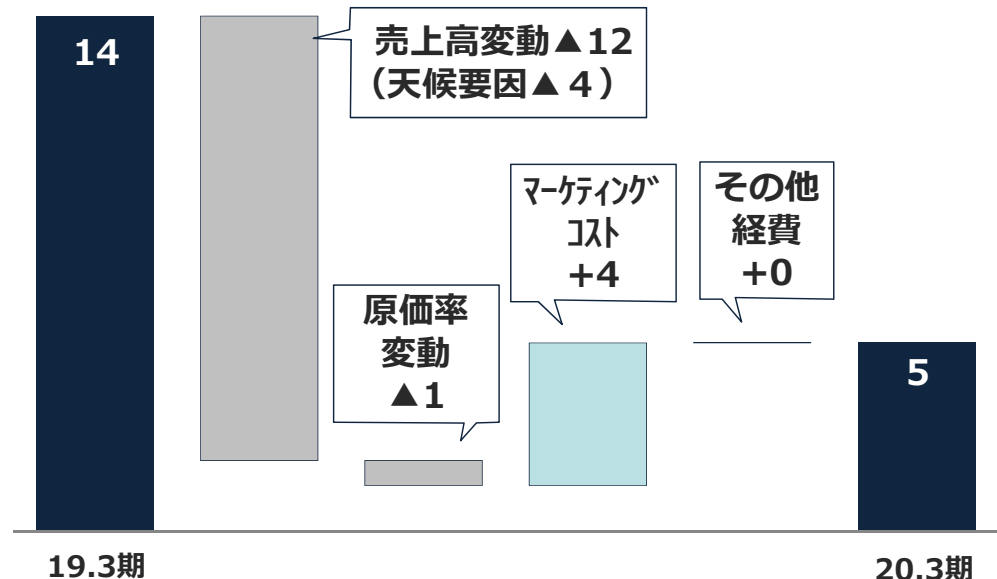 14
売上高変動▲12
（天候要因▲４）
ﾏｰｹﾃｨﾝｸﾞ
ｺｽﾄ
+4
その他
経費
+0
原価率
変動
▲1
5
19.3期
20.3期